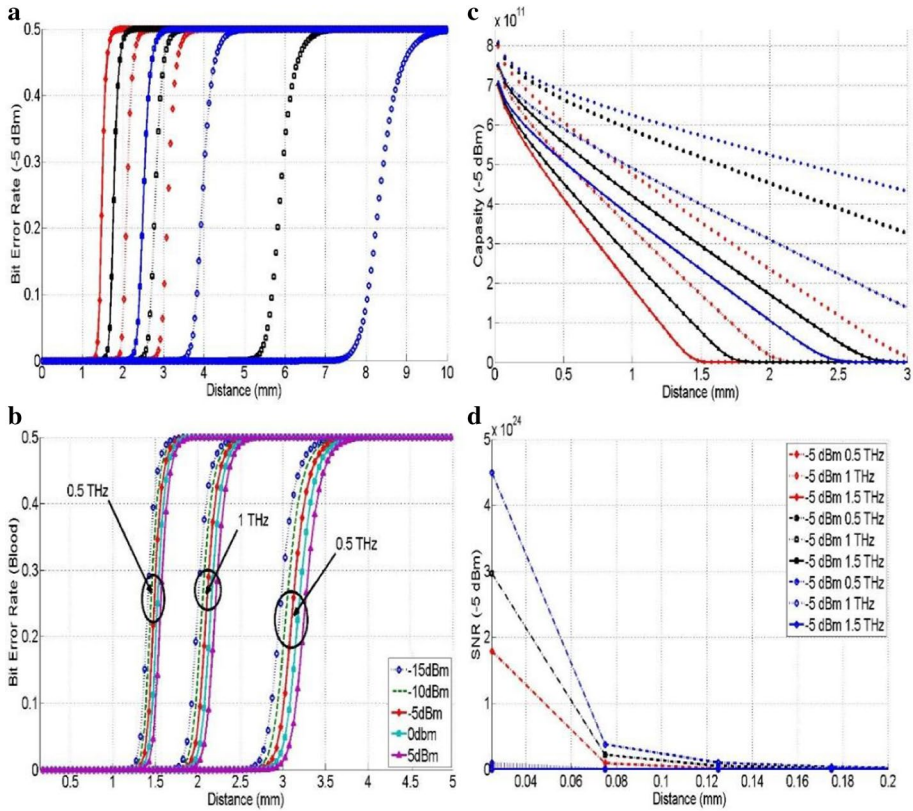 a
Bit Error Rate (-5 dBm)
0.5
0.4
0.3
0.2
0.1
0
0 1 2 3 4 5 6 7 8 9 10
Distance (mm)
c
x 10^11
Capasity (-5 dBm)
8
7
6
5
4
3
2
1
0
0 0.5 1 1.5 2 2.5 3
Distance (mm)
b
Bit Error Rate (Blood)
0.5
0.4
0.3
0.2
0.1
0
0.5 THz
1 THz
0.5 THz
-15dBm
-10dBm
-5dBm
0dbm
5dBm
0.5 1 1.5 2 2.5 3 3.5 4 4.5 5
Distance (mm)
d
x 10^24
SNR (-5 dBm)
5
4
3
2
1
0
-5 dBm 0.5 THz
-5 dBm 1 THz
-5 dBm 1.5 THz
-5 dBm 0.5 THz
-5 dBm 1 THz
-5 dBm 1.5 THz
-5 dBm 0.5 THz
-5 dBm 1 THz
-5 dBm 1.5 THz
0.04 0.06 0.08 0.1 0.12 0.14 0.16 0.18 0.2
Distance (mm)